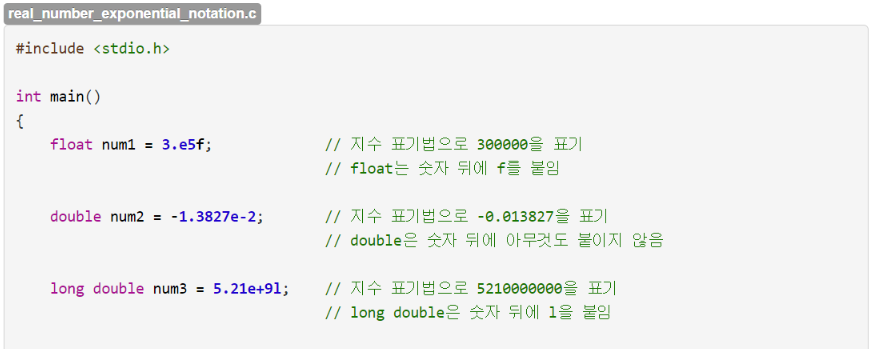 real_number_exponential_notation.c
#include <stdio.h>
int main()
{
float num1 = 3.e5f; // 지수 표기법으로 300000을 표기
// float는 숫자 뒤에 f를 붙임
double num2 = -1.3827e-2; // 지수 표기법으로 -0.013827을 표기
// double은 숫자 뒤에 아무것도 붙이지 않음
long double num3 = 5.21e+9l; // 지수 표기법으로 5210000000을 표기
// long double은 숫자 뒤에 l을 붙임